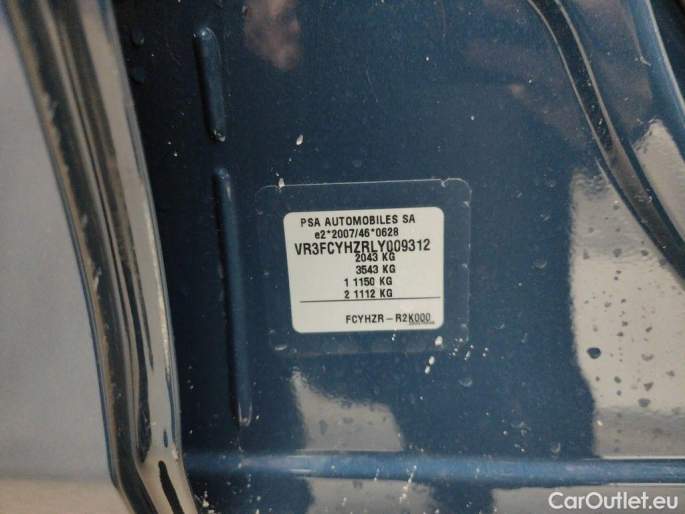 PSA AUTOMOBILES SA
e2*2007/46*0628
VR3FCYHZRLY009312
2043 KG
3543 KG
1 1150 KG
2 1112 KG
FCYHZR-R2K000
CarOutlet.eu